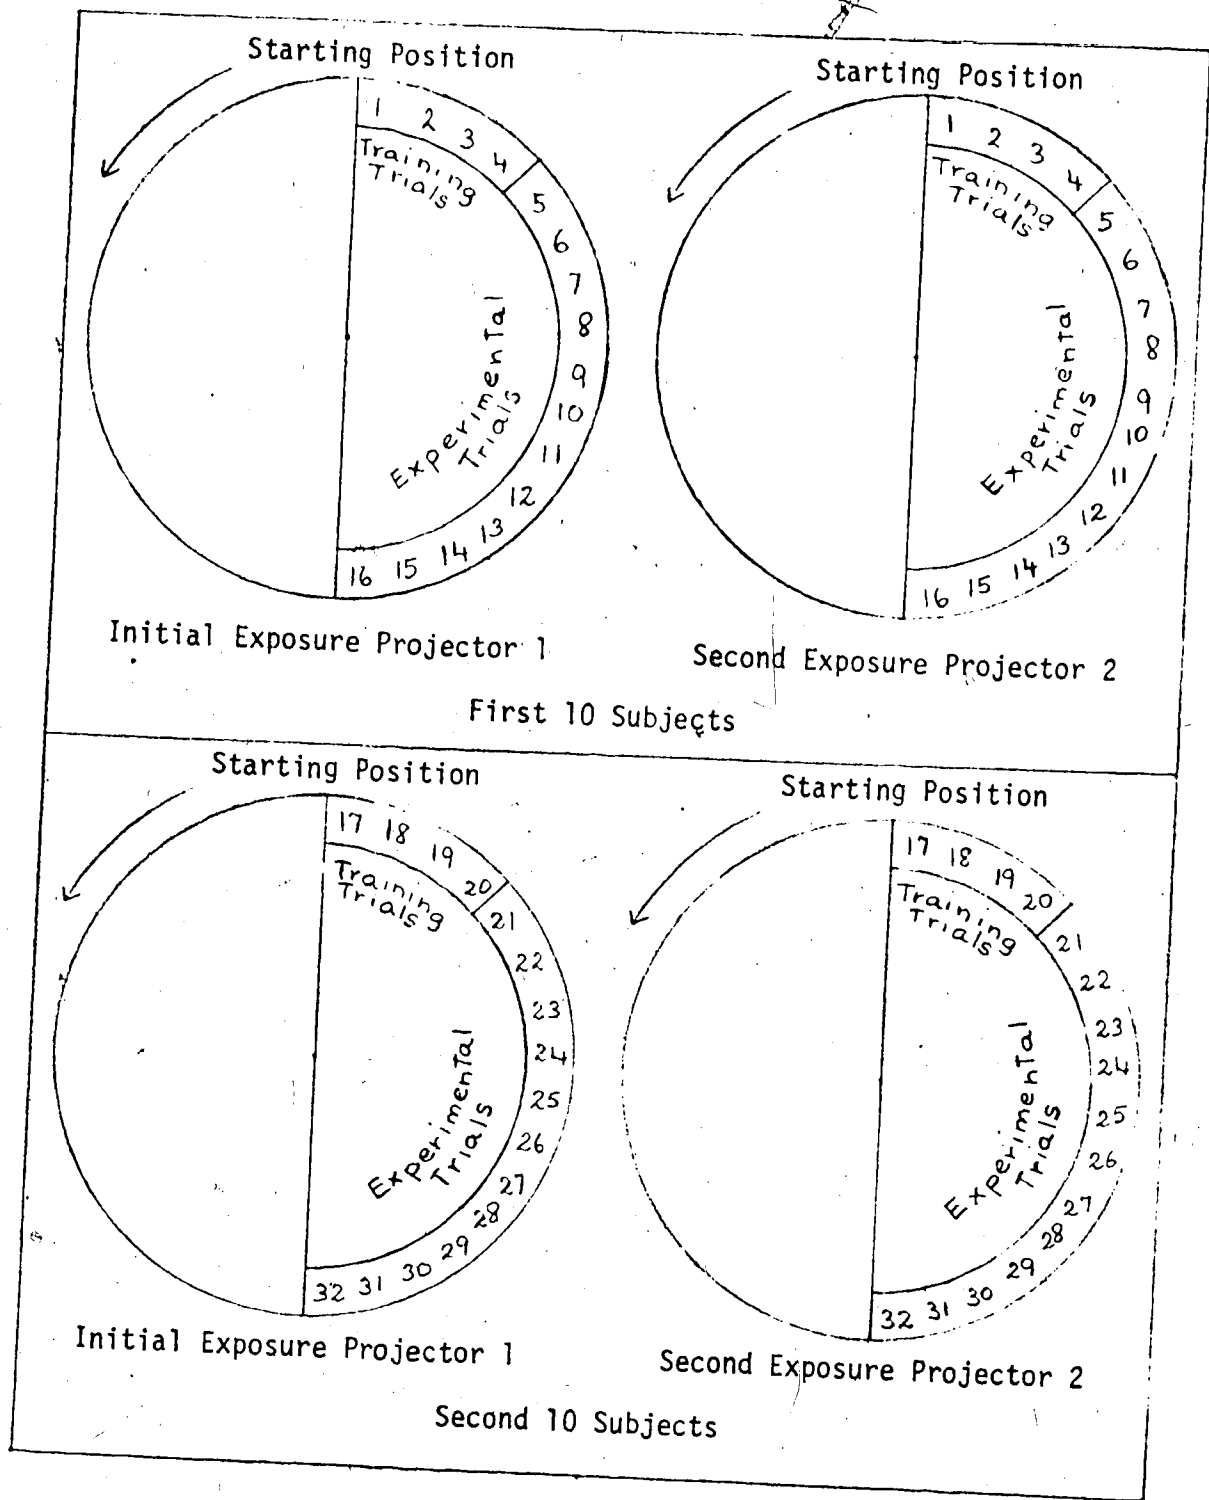 Starting Position
1 2 3 4
Training
Trials
5
6
7
8
9
10
11
12
13
14
15
16
Experimental
Trials
Initial Exposure Projector 1
Starting Position
1 2 3 4
Training
Trials
5
6
7
8
9
10
11
12
13
14
15
16
Experimental
Trials
Second Exposure Projector 2
First 10 Subjects
Starting Position
17 18 19 20
Training
Trials
21
22
23
24
25
26
27
28
29
30
31
32
Experimental
Trials
Initial Exposure Projector 1
Starting Position
17 18 19 20
Training
Trials
21
22
23
24
25
26
27
28
29
30
31
32
Experimental
Trials
Second Exposure Projector 2
Second 10 Subjects